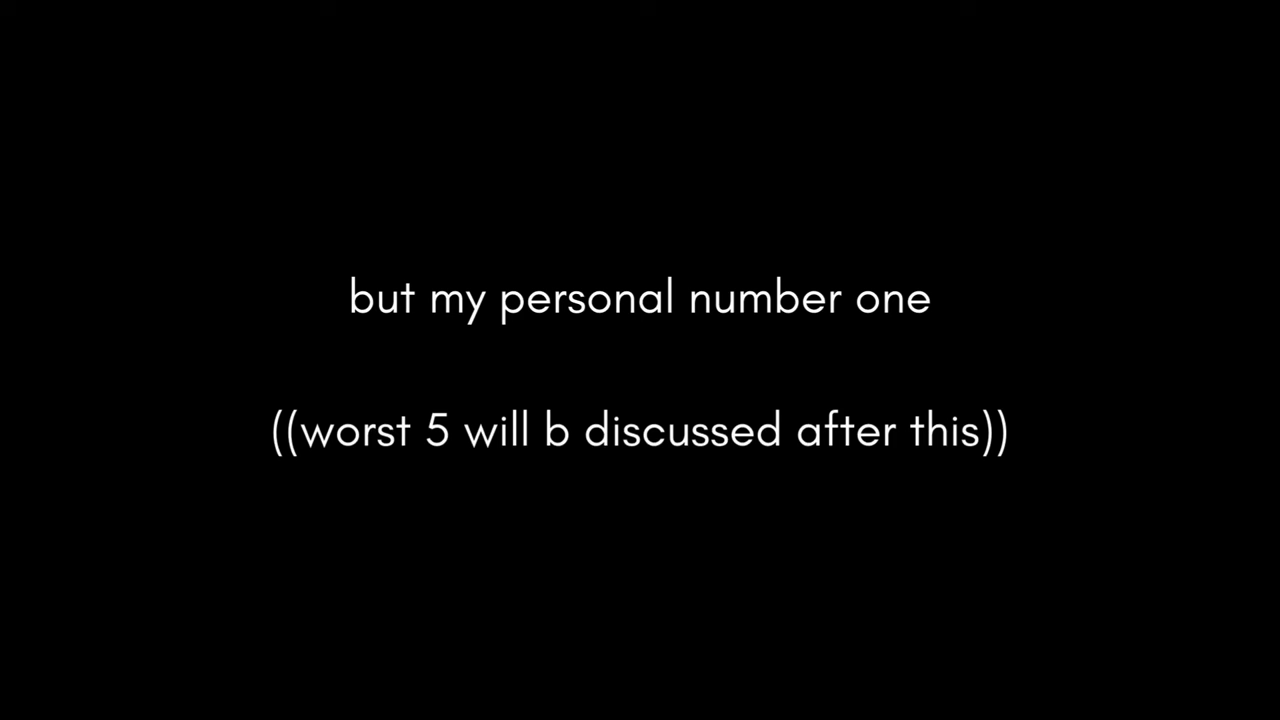 but my personal number one
((worst 5 will b discussed after this))